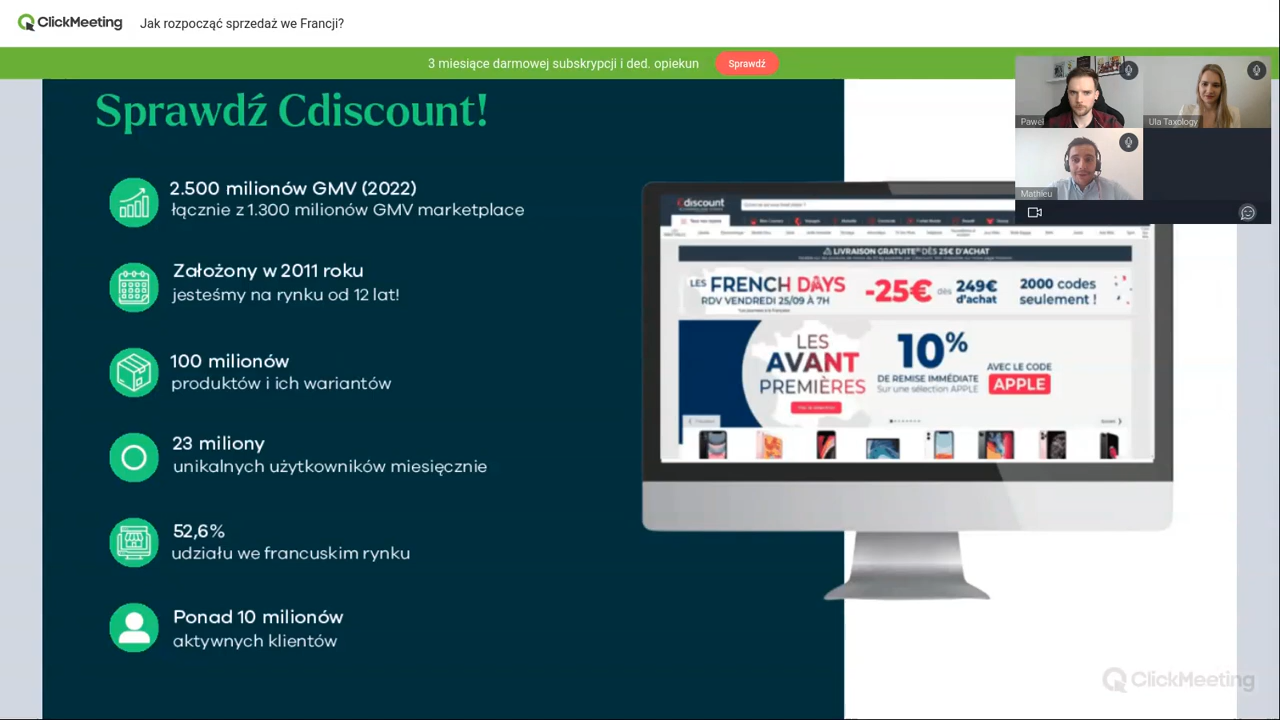 ClickMeeting Jak rozpocząć sprzedaż we Francji?
3 miesiące darmowej subskrypcji i ded. opiekun Sprawdź
Paweł
Ula Taxology
Mathieu
Sprawdź Cdiscount!
2.500 milionów GMV (2022)
łącznie z 1.300 milionów GMV marketplace
Założony w 2011 roku
jesteśmy na rynku od 12 lat!
100 milionów
produktów i ich wariantów
23 miliony
unikalnych użytkowników miesięcznie
52,6%
udziału we francuskim rynku
Ponad 10 milionów
aktywnych klientów
Cdiscount
LIVRAISON GRATUITE* DÈS 25€ D'ACHAT
LES FRENCH DAYS
RDV VENDREDI 25/09 À 7H
-25€ dès 249€ d'achat
2000 codes seulement !
LES
AVANT
PREMIÈRES
10%
DE REMISE IMMÉDIATE
Sur une sélection APPLE
AVEC LE CODE
APPLE
ClickMeeting